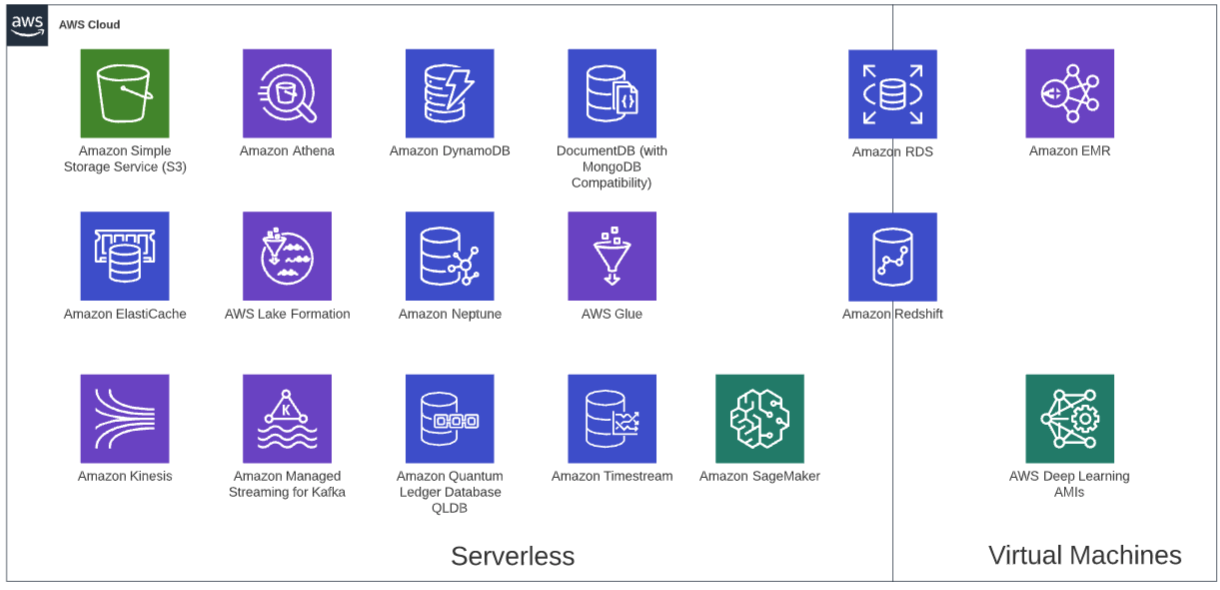 aws
AWS Cloud
Amazon Simple
Storage Service (S3)
Amazon Athena
Amazon DynamoDB
DocumentDB (with
MongoDB
Compatibility)
Amazon RDS
Amazon EMR
Amazon ElastiCache
AWS Lake Formation
Amazon Neptune
AWS Glue
Amazon Redshift
K
Amazon Kinesis
Amazon Managed
Streaming for Kafka
Amazon Quantum
Ledger Database
QLDB
Amazon Timestream
Amazon SageMaker
AWS Deep Learning
AMIs
Serverless
Virtual Machines